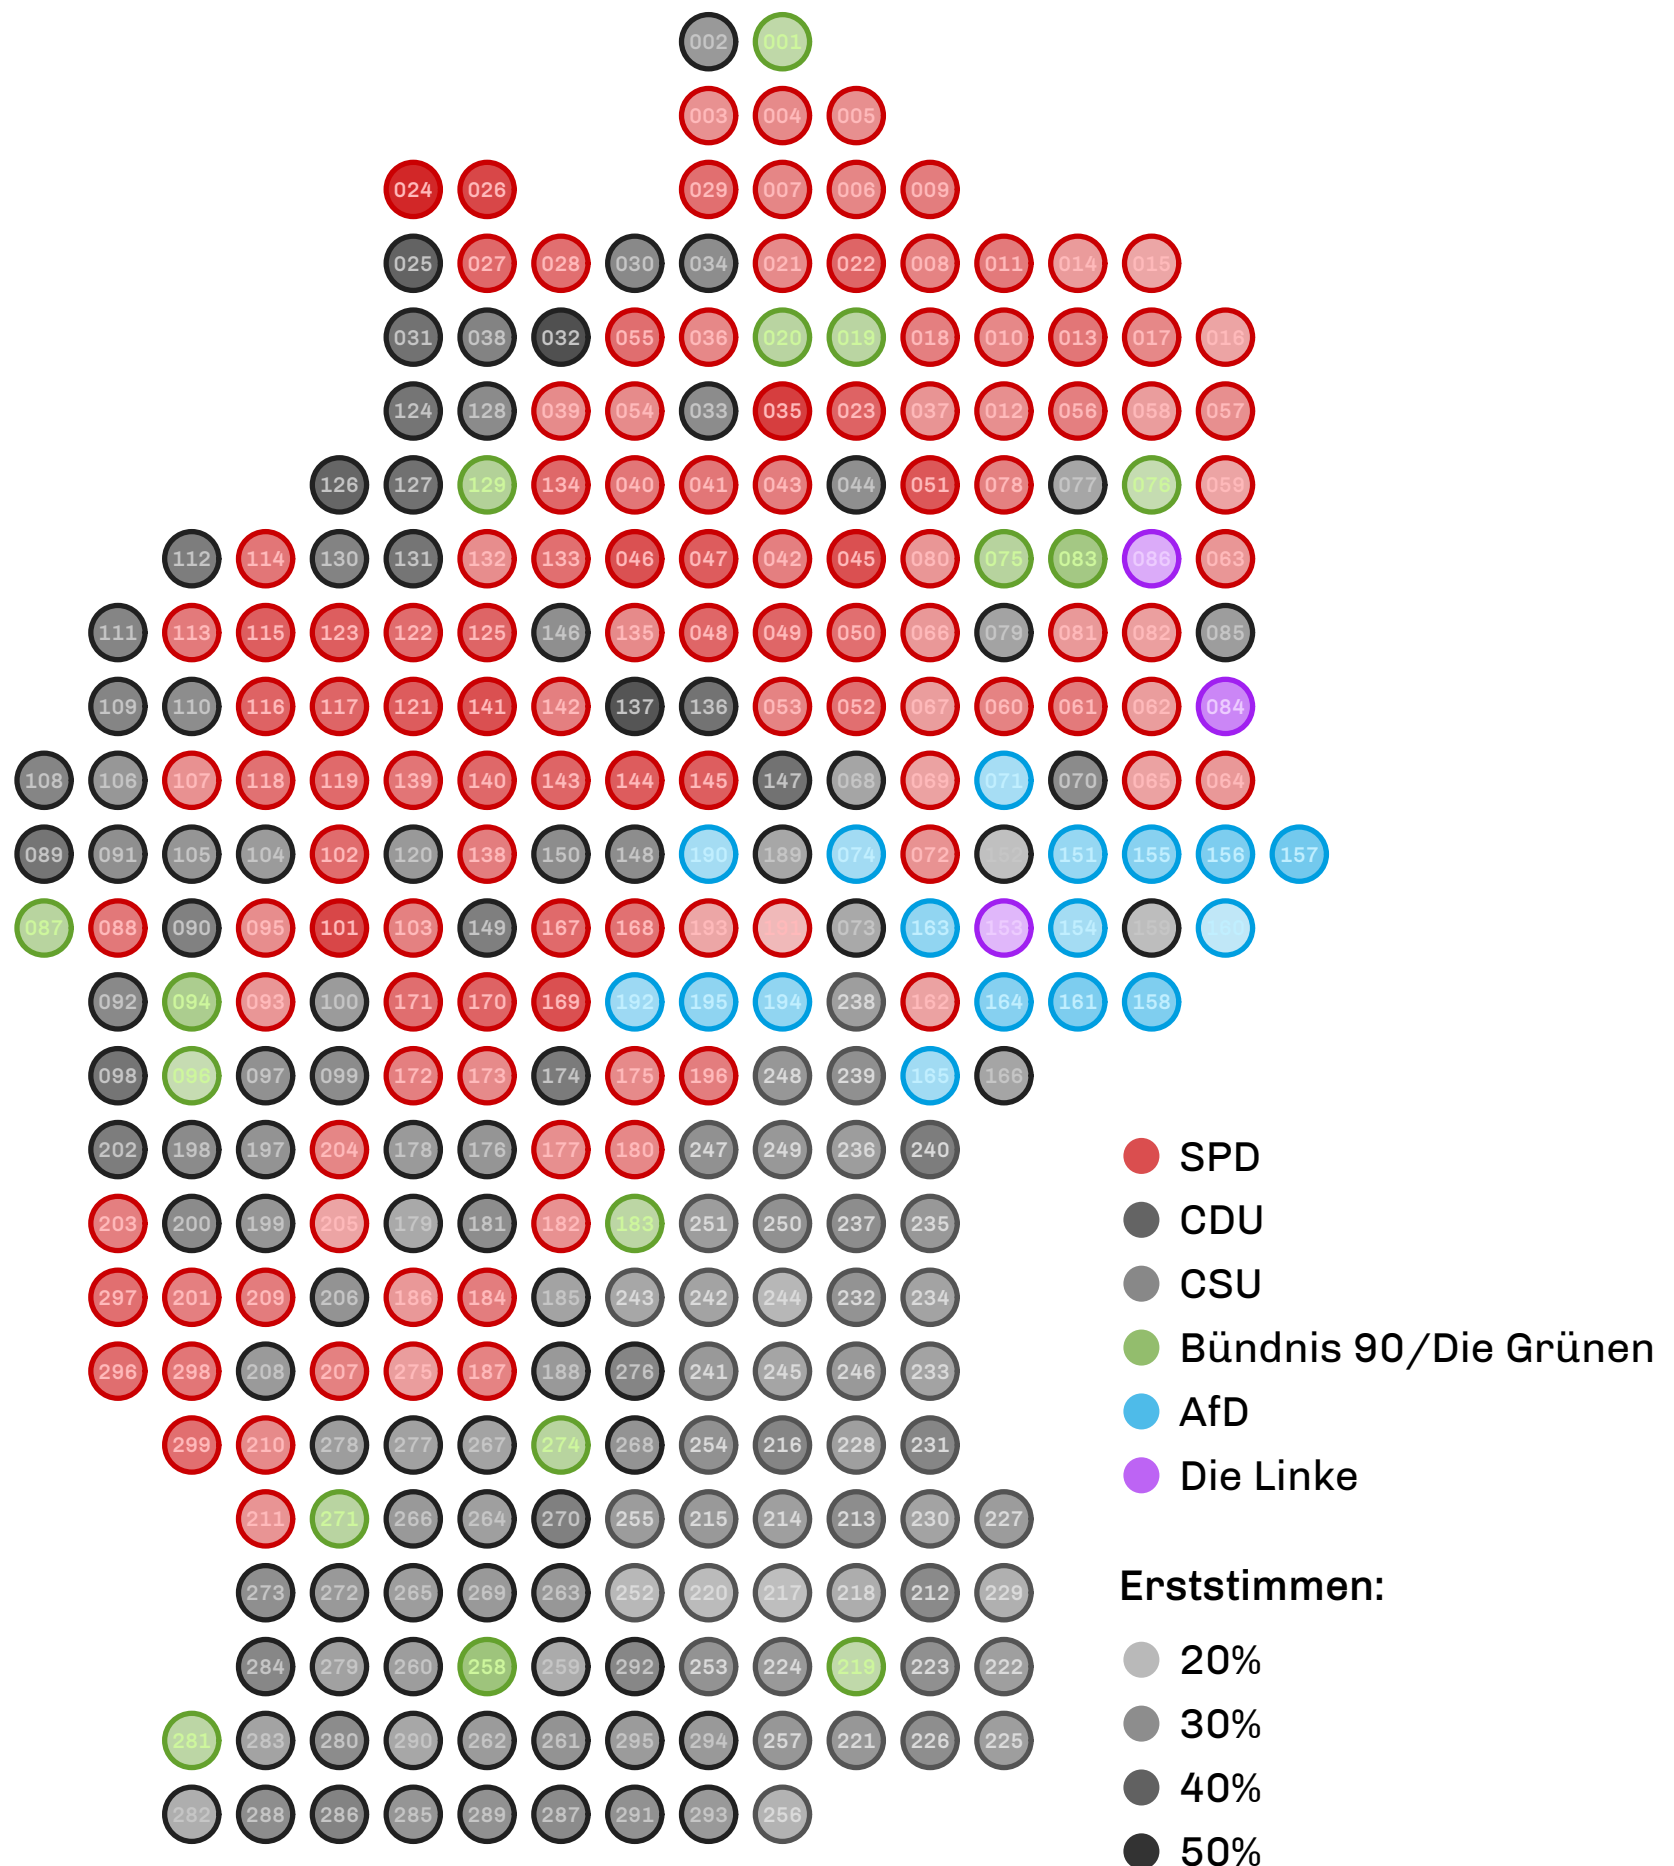 002 001
003 004 005
024 026 029 007 006 009
025 027 028 030 034 021 022 008 011 014 015
031 038 032 055 036 020 019 018 010 013 017 016
124 128 039 054 033 035 023 037 012 056 058 057
126 127 129 134 040 041 043 044 051 078 077 076 059
112 114 130 131 132 133 046 047 042 045 080 075 083 086 063
111 113 115 123 122 125 146 135 048 049 050 066 079 081 082 085
109 110 116 117 121 141 142 137 136 053 052 067 060 061 062 084
108 106 107 118 119 139 140 143 144 145 147 068 069 071 070 065 064
089 091 105 104 102 120 138 150 148 190 189 074 072 152 151 155 156 157
087 088 090 095 101 103 149 167 168 193 191 073 163 153 154 159 160
092 094 093 100 171 170 169 192 195 194 238 162 164 161 158
098 096 097 099 172 173 174 175 196 248 239 165 166
202 198 197 204 178 176 177 180 247 249 236 240
203 200 199 205 179 181 182 183 251 250 237 235
297 201 209 206 186 184 185 243 242 244 232 234
296 298 208 207 275 187 188 276 241 245 246 233
299 210 278 277 267 274 268 254 216 228 231
211 271 266 264 270 255 215 214 213 230 227
273 272 265 269 263 252 220 217 218 212 229
284 279 260 258 259 292 253 224 219 223 222
281 283 280 290 262 261 295 294 257 221 226 225
282 288 286 285 289 287 291 293 256
SPD
CDU
CSU
Bündnis 90/Die Grünen
AfD
Die Linke
Erststimmen:
20%
30%
40%
50%